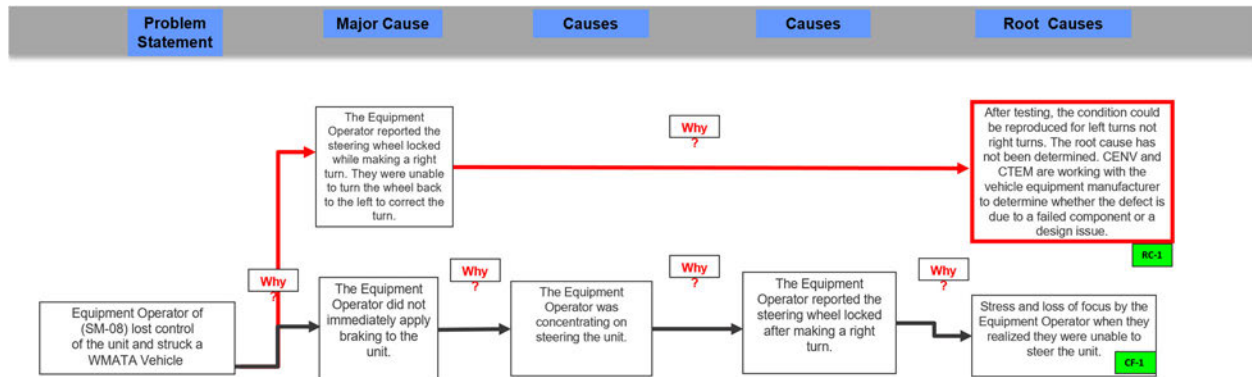 Problem
Statement
Major Cause
Causes
Causes
Root Causes
The Equipment
Operator reported the
steering wheel locked
while making a right
turn. They were unable
to turn the wheel back
to the left to correct the
turn.
Why
?
After testing, the condition could
be reproduced for left turns not
right turns. The root cause has
not been determined. CENV and
CTEM are working with the
vehicle equipment manufacturer
to determine whether the defect is
due to a failed component or a
design issue.
RC-1
Equipment Operator of
(SM-08) lost control
of the unit and struck a
WMATA Vehicle
Why
?
The Equipment
Operator did not
immediately apply
braking to the
unit.
Why
?
The Equipment
Operator was
concentrating on
steering the unit.
Why
?
The Equipment
Operator reported the
steering wheel locked
after making a right
turn.
Why
?
Stress and loss of focus by the
Equipment Operator when they
realized they were unable
to steer the unit.
CF-1